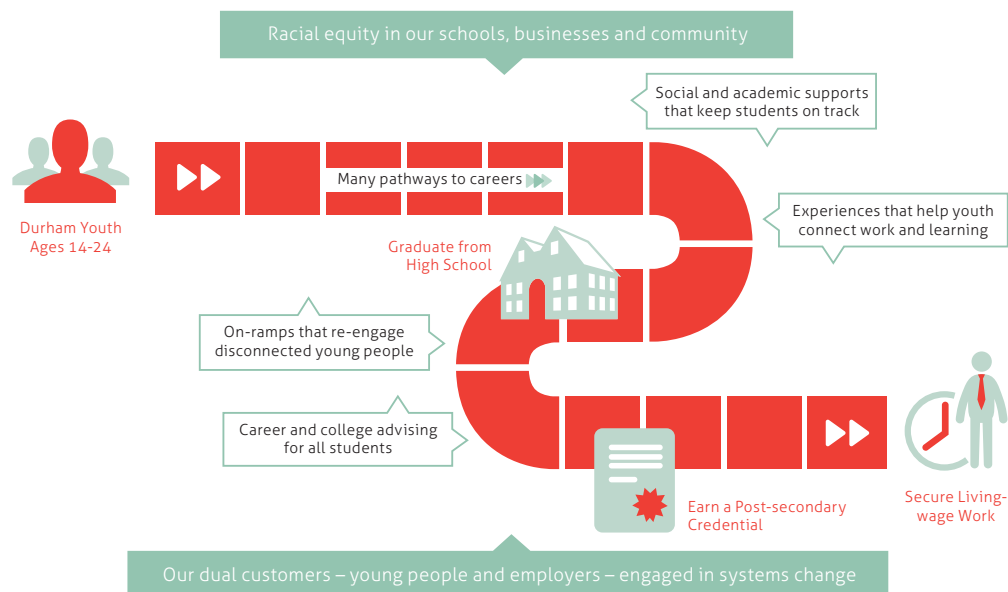 Racial equity in our schools, businesses and community
Social and academic supports
that keep students on track
Many pathways to careers
Durham Youth
Ages 14-24
Experiences that help youth
connect work and learning
Graduate from
High School
On-ramps that re-engage
disconnected young people
Career and college advising
for all students
Earn a Post-secondary
Credential
Secure Living-
wage Work
Our dual customers – young people and employers – engaged in systems change